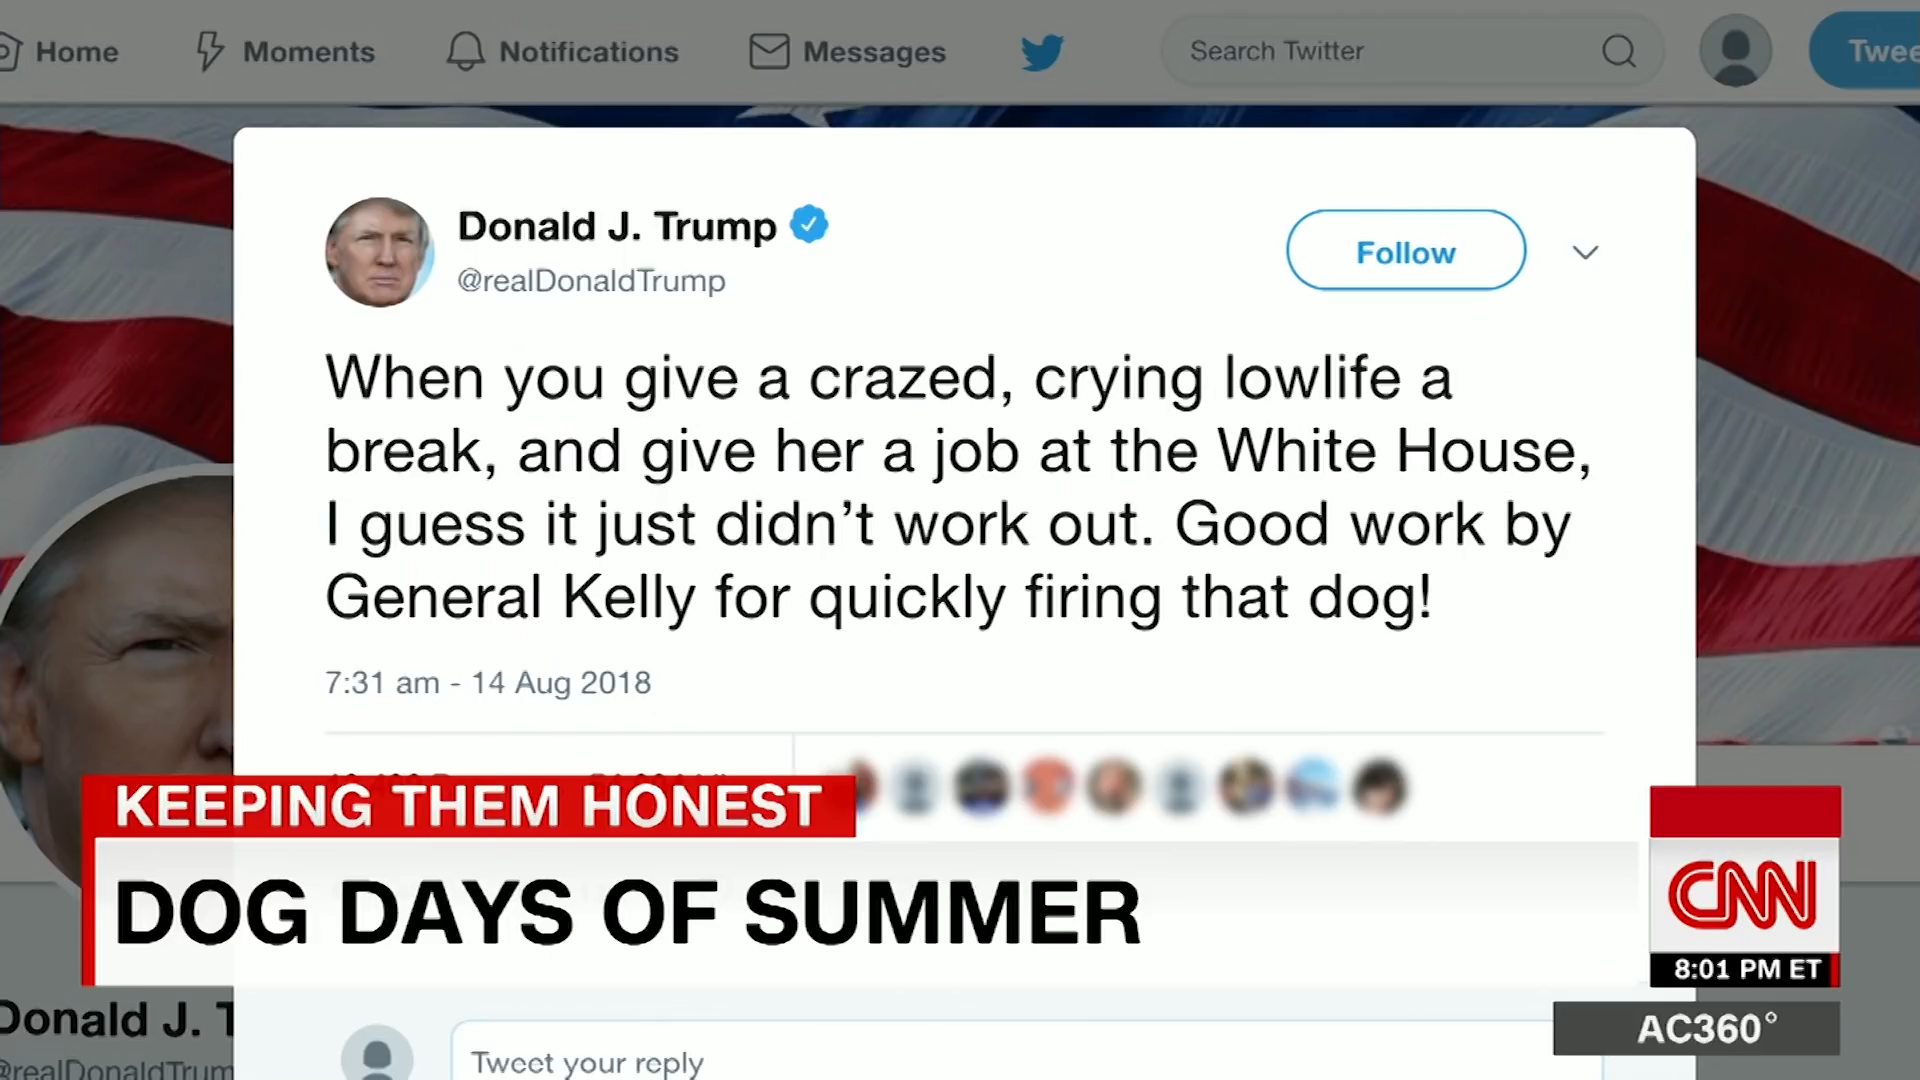 Home Moments Notifications Messages Search Twitter
Donald J. Trump
@realDonaldTrump
Follow
When you give a crazed, crying lowlife a
break, and give her a job at the White House,
I guess it just didn’t work out. Good work by
General Kelly for quickly firing that dog!
7:31 am - 14 Aug 2018
KEEPING THEM HONEST
DOG DAYS OF SUMMER
CNN
8:01 PM ET
AC360°
Donald J.
Tweet your reply